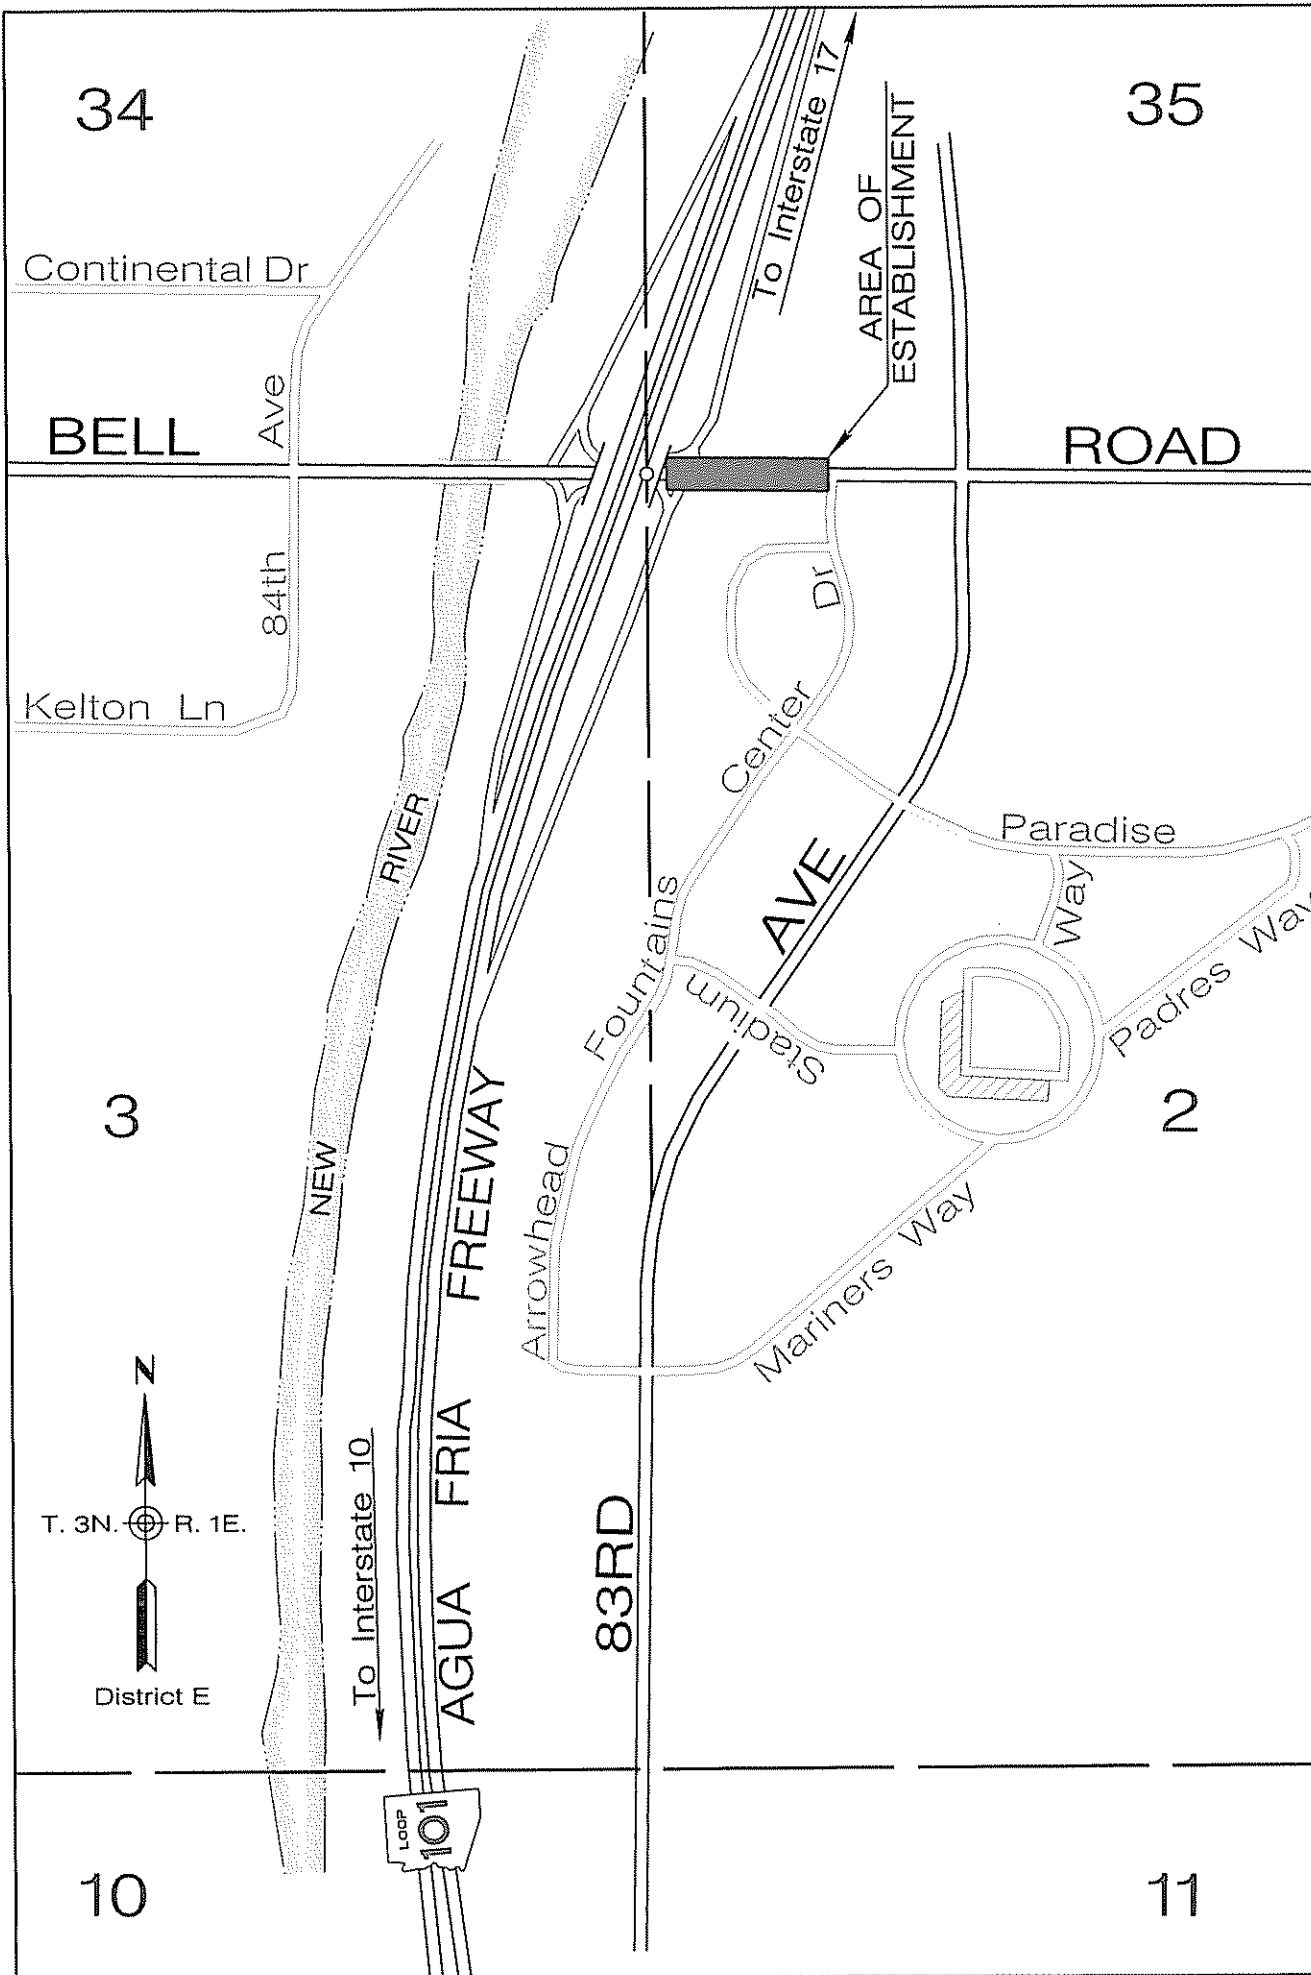 34
35
To Interstate 17
AREA OF
ESTABLISHMENT
Continental Dr
BELL
ROAD
84th Ave
Kelton Ln
Arrowhead Fountains Center Dr
Paradise
Way
Padres Way
Stadium
Mariners Way
NEW RIVER
3
2
AGUA FRIA FREEWAY
83RD AVE
N
T. 3N. R. 1E.
District E
To Interstate 10
LOOP
101
10
11